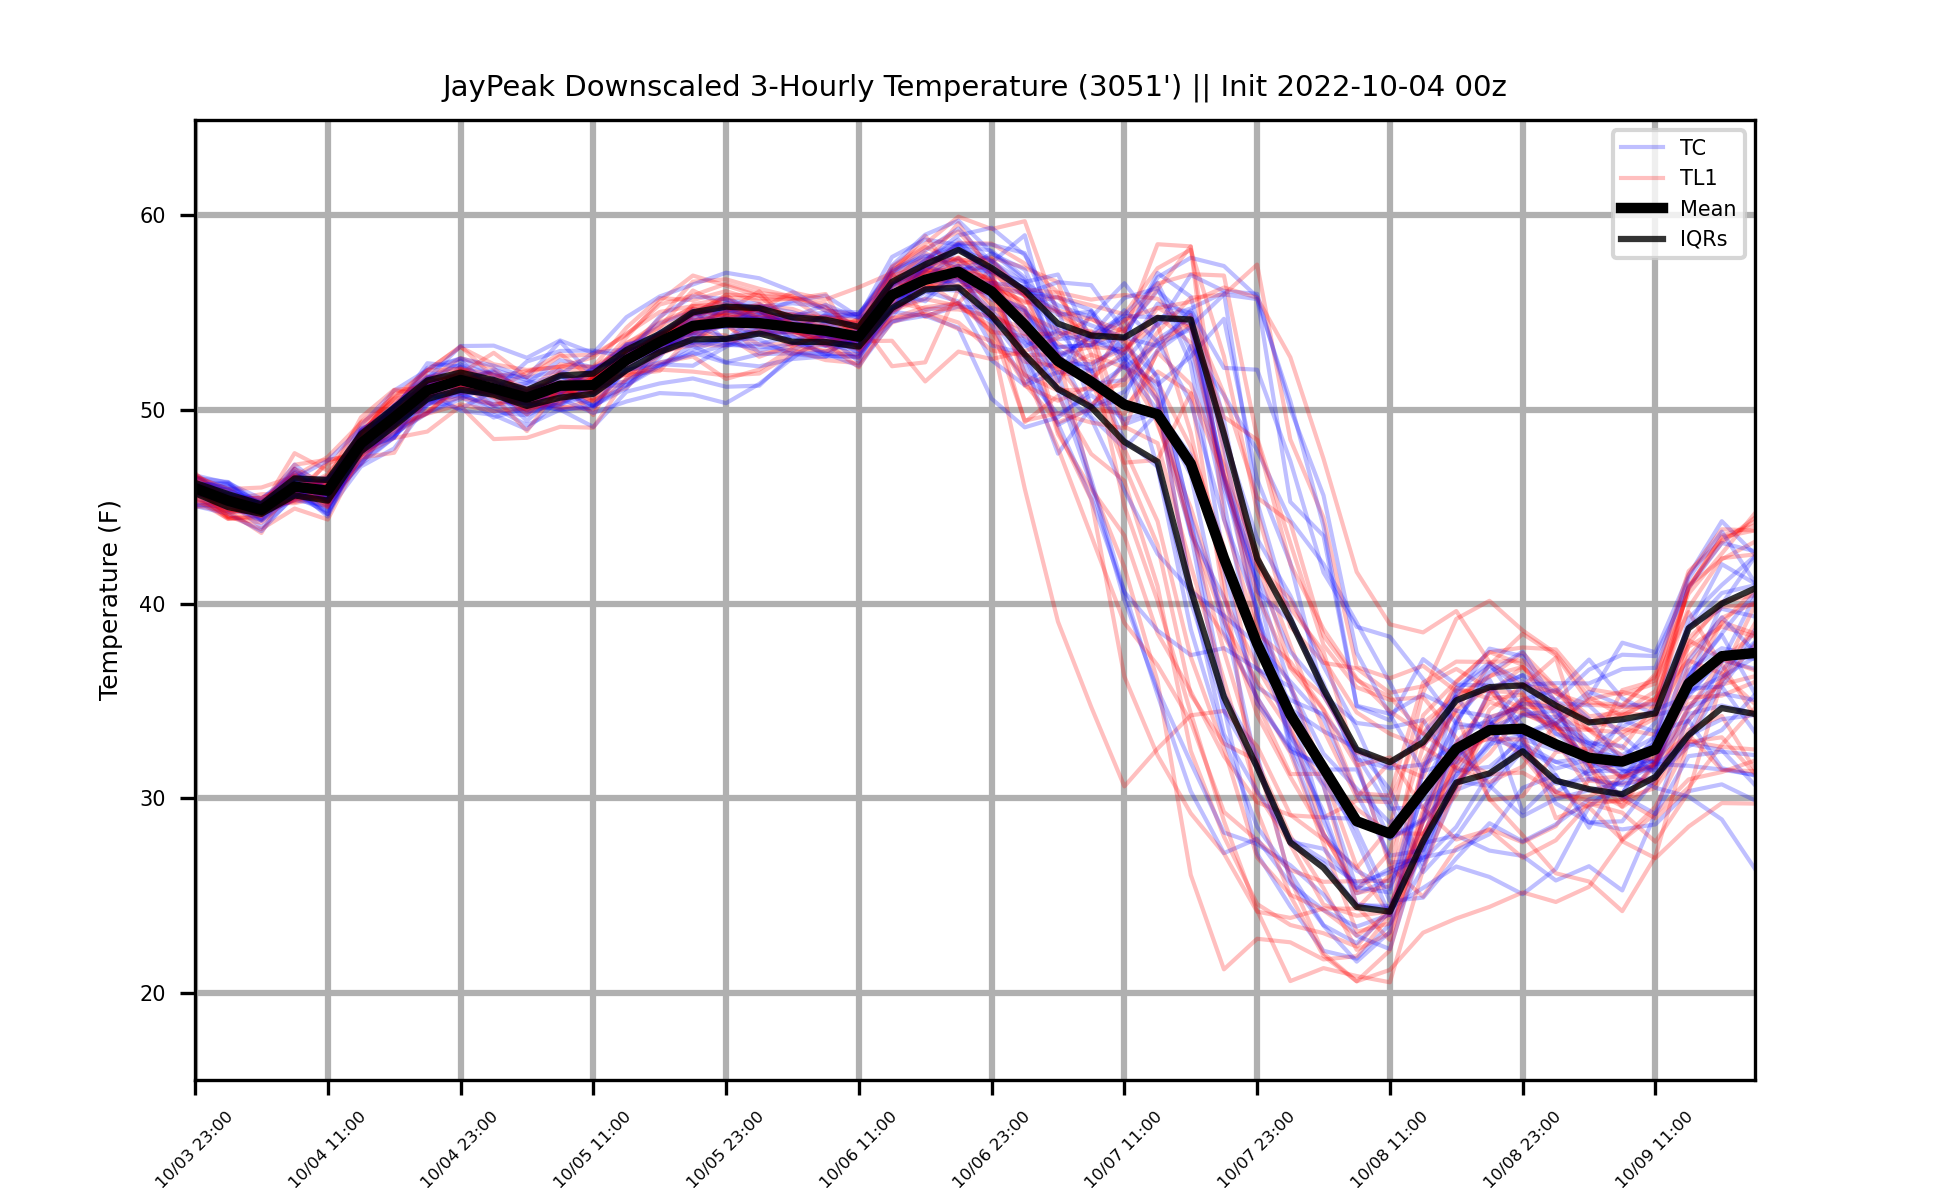 JayPeak Downscaled 3-Hourly Temperature (3051') || Init 2022-10-04 00z
TC
TL1
Mean
IQRs
Temperature (F)
60
50
40
30
20
10/03 23:00
10/04 11:00
10/04 23:00
10/05 11:00
10/05 23:00
10/06 11:00
10/06 23:00
10/07 11:00
10/07 23:00
10/08 11:00
10/08 23:00
10/09 11:00